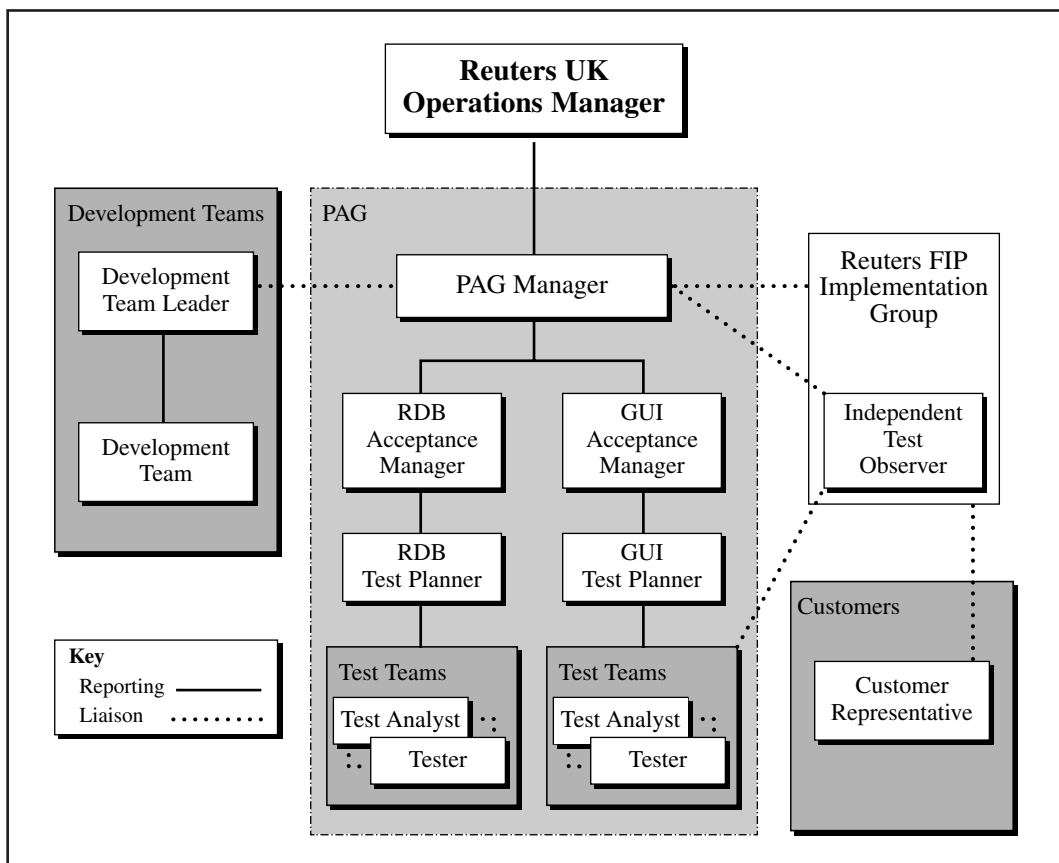 Reuters UK
Operations Manager
Development Teams
Development
Team Leader
Development
Team
PAG
PAG Manager
RDB
Acceptance
Manager
GUI
Acceptance
Manager
RDB
Test Planner
GUI
Test Planner
Test Teams
Test Analyst
Tester
Test Teams
Test Analyst
Tester
Reuters FIP
Implementation
Group
Independent
Test
Observer
Customers
Customer
Representative
Key
Reporting
Liaison